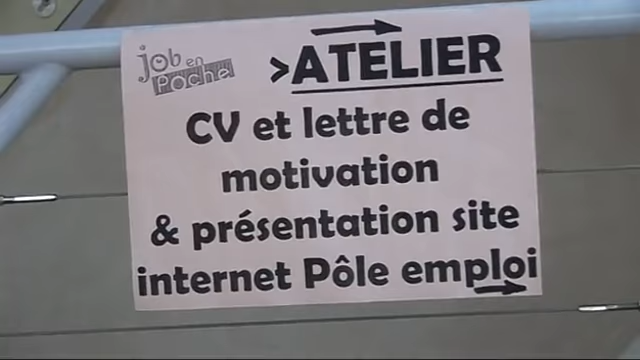 job en
Poche
>ATELIER
CV et lettre de
motivation
& présentation site
internet Pôle emploi